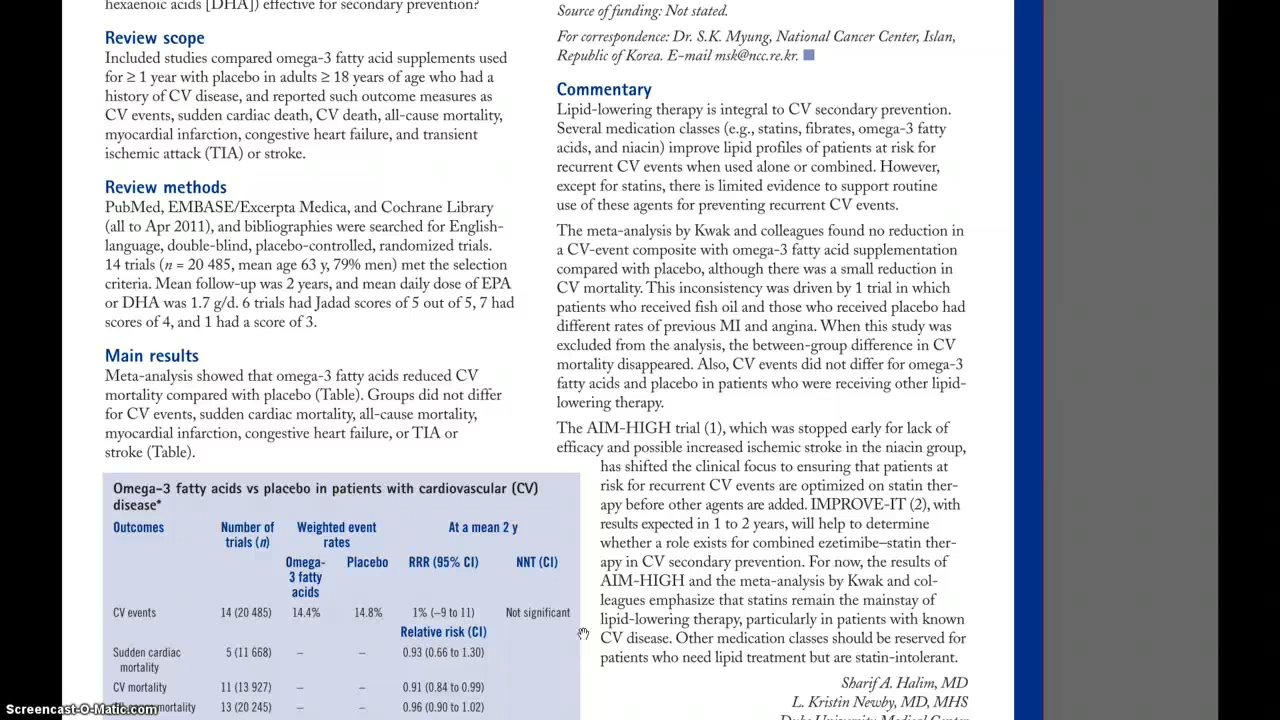 hexaenoic acids [DHA]) effective for secondary prevention?
Review scope
Included studies compared omega-3 fatty acid supplements used
for ≥ 1 year with placebo in adults ≥ 18 years of age who had a
history of CV disease, and reported such outcome measures as
CV events, sudden cardiac death, CV death, all-cause mortality,
myocardial infarction, congestive heart failure, and transient
ischemic attack (TIA) or stroke.
Review methods
PubMed, EMBASE/Excerpta Medica, and Cochrane Library
(all to Apr 2011), and bibliographies were searched for English-
language, double-blind, placebo-controlled, randomized trials.
14 trials (n = 20 485, mean age 63 y, 79% men) met the selection
criteria. Mean follow-up was 2 years, and mean daily dose of EPA
or DHA was 1.7 g/d. 6 trials had Jadad scores of 5 out of 5, 7 had
scores of 4, and 1 had a score of 3.
Main results
Meta-analysis showed that omega-3 fatty acids reduced CV
mortality compared with placebo (Table). Groups did not differ
for CV events, sudden cardiac mortality, all-cause mortality,
myocardial infarction, congestive heart failure, or TIA or
stroke (Table).
Omega-3 fatty acids vs placebo in patients with cardiovascular (CV)
disease*
Outcomes Number of Weighted event At a mean 2 y
trials (n) rates
Omega- Placebo RRR (95% CI) NNT (CI)
3 fatty
acids
CV events 14 (20 485) 14.4% 14.8% 1% (−9 to 11) Not significant
Relative risk (CI)
Sudden cardiac 5 (11 668) – – 0.93 (0.66 to 1.30)
mortality
CV mortality 11 (13 927) – – 0.91 (0.84 to 0.99)
mortality 13 (20 245) – – 0.96 (0.90 to 1.02)
Source of funding: Not stated.
For correspondence: Dr. S.K. Myung, National Cancer Center, Islan,
Republic of Korea. E-mail msk@ncc.re.kr.
Commentary
Lipid-lowering therapy is integral to CV secondary prevention.
Several medication classes (e.g., statins, fibrates, omega-3 fatty
acids, and niacin) improve lipid profiles of patients at risk for
recurrent CV events when used alone or combined. However,
except for statins, there is limited evidence to support routine
use of these agents for preventing recurrent CV events.
The meta-analysis by Kwak and colleagues found no reduction in
a CV-event composite with omega-3 fatty acid supplementation
compared with placebo, although there was a small reduction in
CV mortality. This inconsistency was driven by 1 trial in which
patients who received fish oil and those who received placebo had
different rates of previous MI and angina. When this study was
excluded from the analysis, the between-group difference in CV
mortality disappeared. Also, CV events did not differ for omega-3
fatty acids and placebo in patients who were receiving other lipid-
lowering therapy.
The AIM-HIGH trial (1), which was stopped early for lack of
efficacy and possible increased ischemic stroke in the niacin group,
has shifted the clinical focus to ensuring that patients at
risk for recurrent CV events are optimized on statin ther-
apy before other agents are added. IMPROVE-IT (2), with
results expected in 1 to 2 years, will help to determine
whether a role exists for combined ezetimibe–statin ther-
apy in CV secondary prevention. For now, the results of
AIM-HIGH and the meta-analysis by Kwak and col-
leagues emphasize that statins remain the mainstay of
lipid-lowering therapy, particularly in patients with known
CV disease. Other medication classes should be reserved for
patients who need lipid treatment but are statin-intolerant.
Sharif A. Halim, MD
L. Kristin Newby, MD, MHS
Duke University Medical Center
Screencast-O-Matic.com